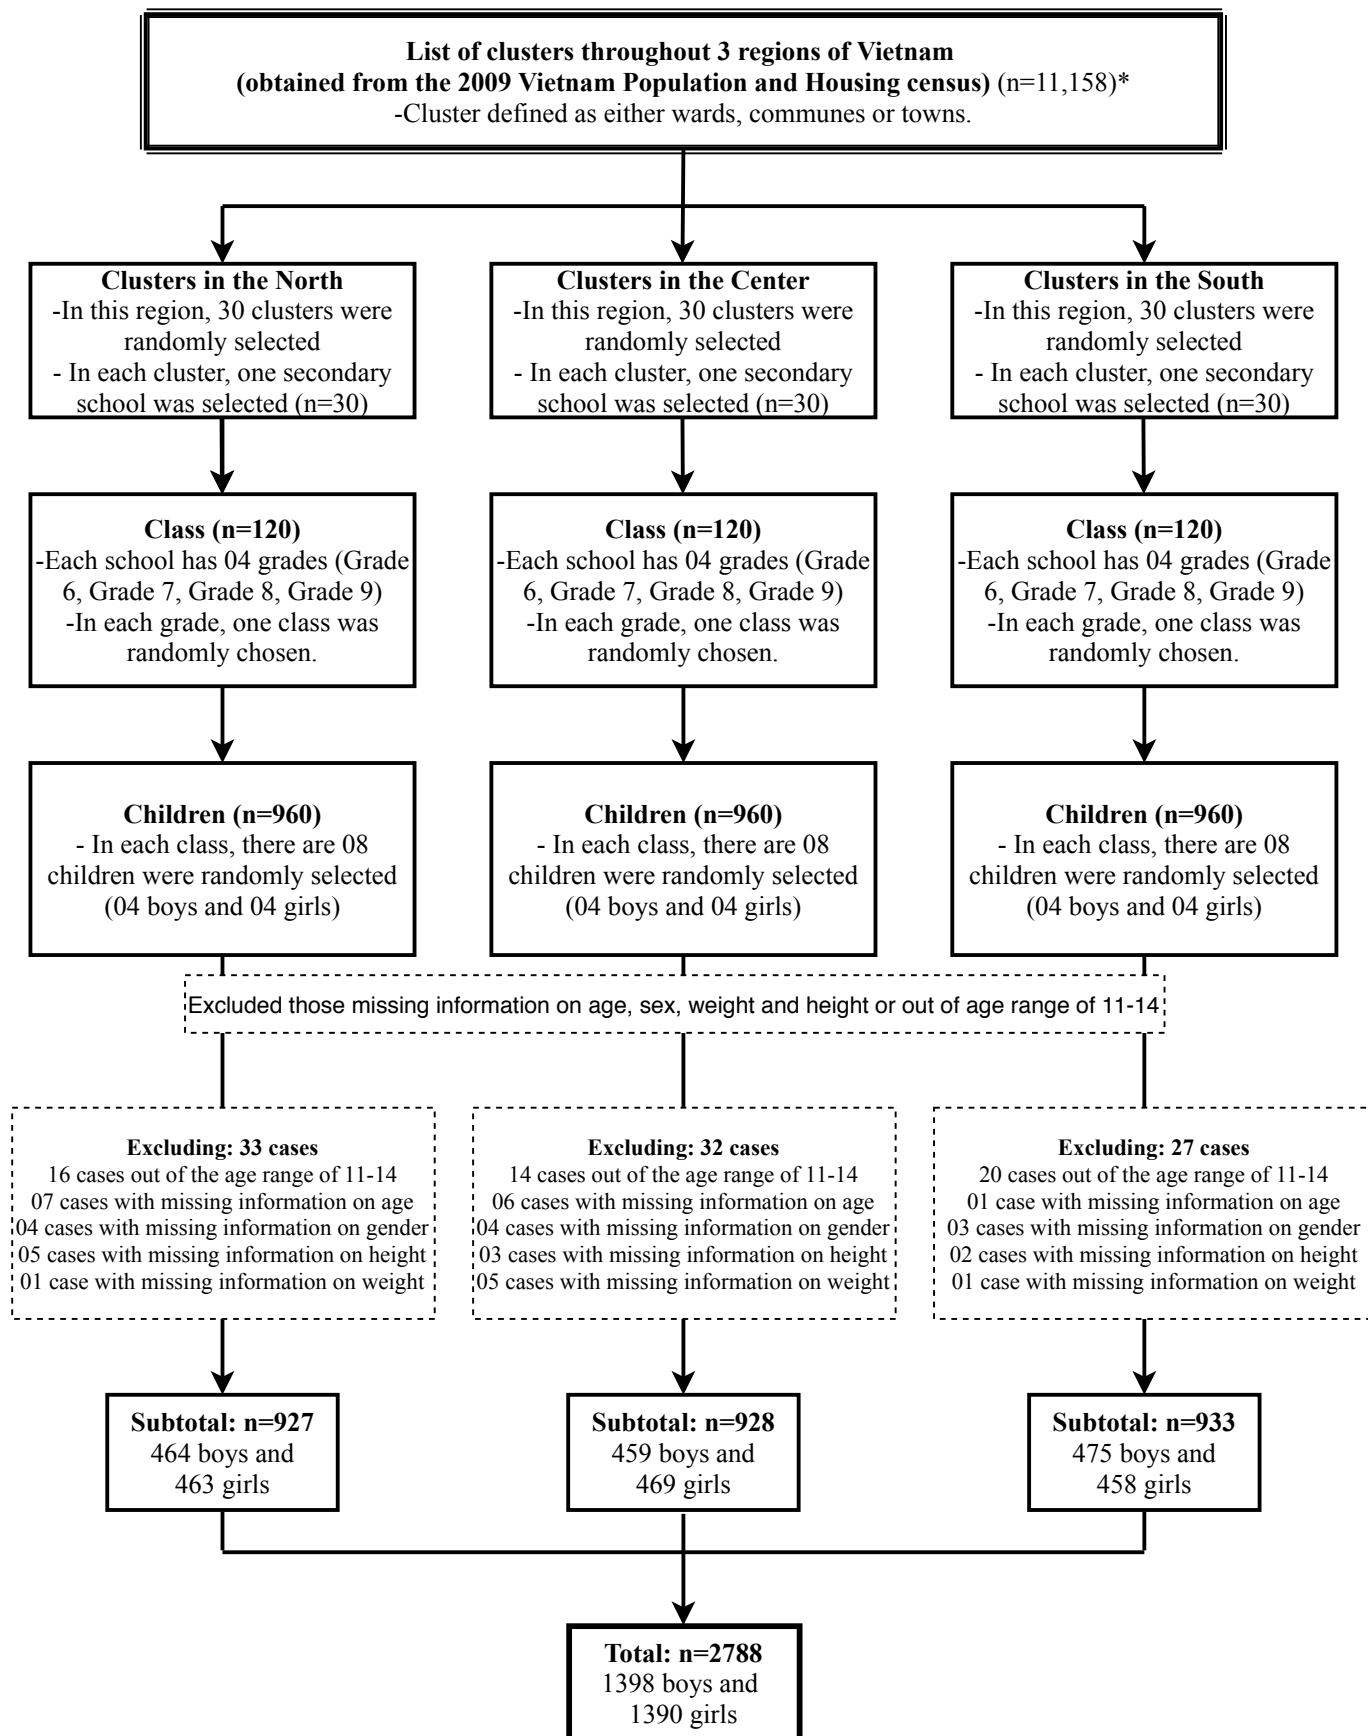 List of clusters throughout 3 regions of Vietnam
(obtained from the 2009 Vietnam Population and Housing census) (n=11,158)*
-Cluster defined as either wards, communes or towns.
Clusters in the North
-In this region, 30 clusters were
randomly selected
- In each cluster, one secondary
school was selected (n=30)
Clusters in the Center
-In this region, 30 clusters were
randomly selected
- In each cluster, one secondary
school was selected (n=30)
Clusters in the South
-In this region, 30 clusters were
randomly selected
- In each cluster, one secondary
school was selected (n=30)
Class (n=120)
-Each school has 04 grades (Grade
6, Grade 7, Grade 8, Grade 9)
-In each grade, one class was
randomly chosen.
Class (n=120)
-Each school has 04 grades (Grade
6, Grade 7, Grade 8, Grade 9)
-In each grade, one class was
randomly chosen.
Class (n=120)
-Each school has 04 grades (Grade
6, Grade 7, Grade 8, Grade 9)
-In each grade, one class was
randomly chosen.
Children (n=960)
- In each class, there are 08
children were randomly selected
(04 boys and 04 girls)
Children (n=960)
- In each class, there are 08
children were randomly selected
(04 boys and 04 girls)
Children (n=960)
- In each class, there are 08
children were randomly selected
(04 boys and 04 girls)
Excluded those missing information on age, sex, weight and height or out of age range of 11-14
Excluding: 33 cases
16 cases out of the age range of 11-14
07 cases with missing information on age
04 cases with missing information on gender
05 cases with missing information on height
01 case with missing information on weight
Excluding: 32 cases
14 cases out of the age range of 11-14
06 cases with missing information on age
04 cases with missing information on gender
03 cases with missing information on height
05 cases with missing information on weight
Excluding: 27 cases
20 cases out of the age range of 11-14
01 case with missing information on age
03 cases with missing information on gender
02 cases with missing information on height
01 case with missing information on weight
Subtotal: n=927
464 boys and
463 girls
Subtotal: n=928
459 boys and
469 girls
Subtotal: n=933
475 boys and
458 girls
Total: n=2788
1398 boys and
1390 girls